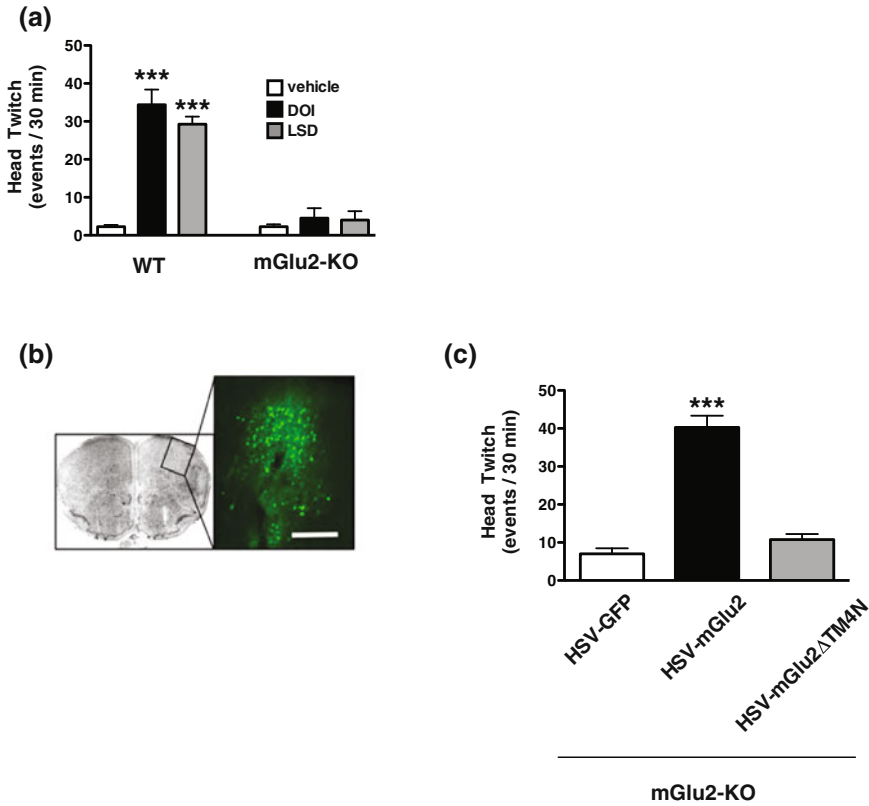 (a)
50
40
30
20
10
0
Head Twitch
(events / 30 min)
***
***
vehicle
DOI
LSD
WT
mGlu2-KO
(b)
(c)
50
40
30
20
10
0
Head Twitch
(events / 30 min)
***
HSV-GFP
HSV-mGlu2
HSV-mGlu2ΔTM4N
mGlu2-KO